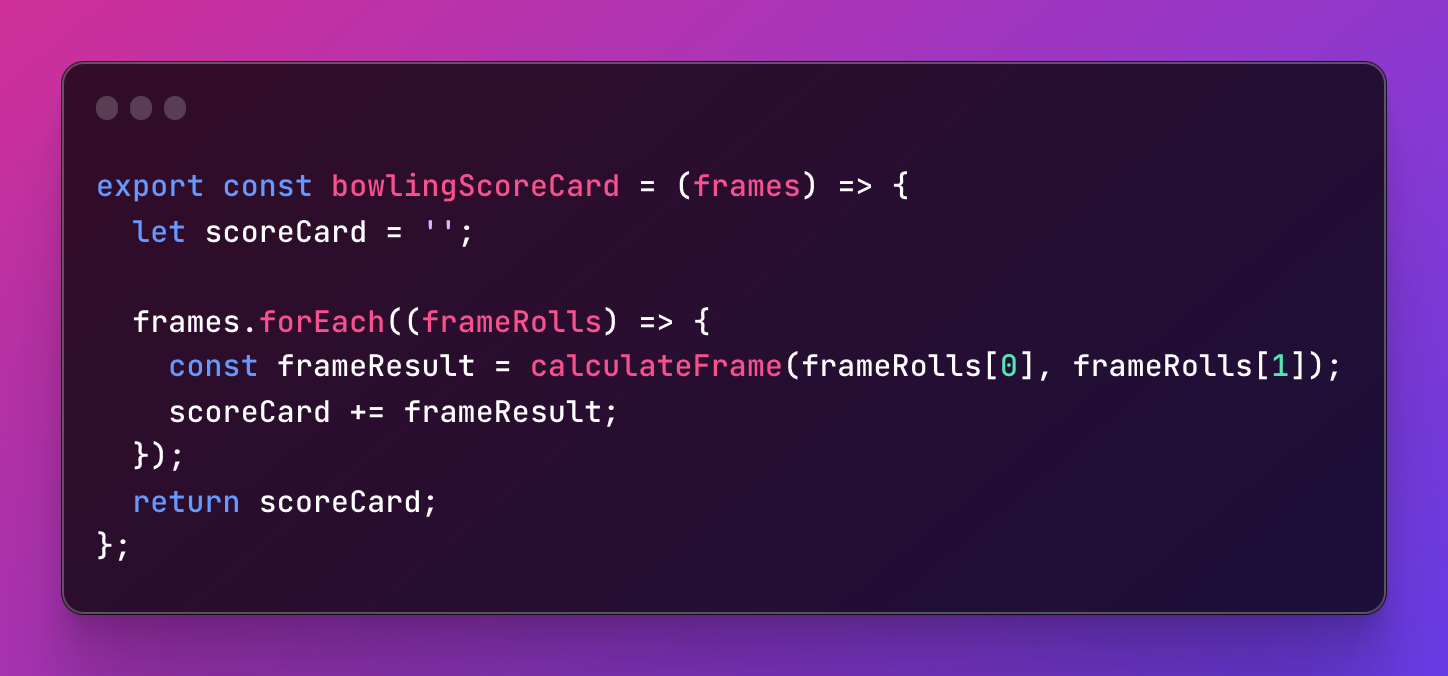 export const bowlingScoreCard = (frames) => {
  let scoreCard = '';

  frames.forEach((frameRolls) => {
    const frameResult = calculateFrame(frameRolls[0], frameRolls[1]);
    scoreCard += frameResult;
  });
  return scoreCard;
};